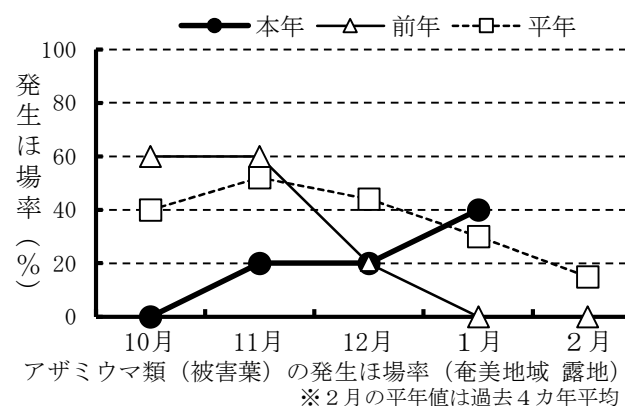 本年 前年 平年
発生ほ場率(%)
100
80
60
40
20
0
10月 11月 12月 1月 2月
アザミウマ類(被害葉)の発生ほ場率(奄美地域 露地)
※2月の平年値は過去4カ年平均